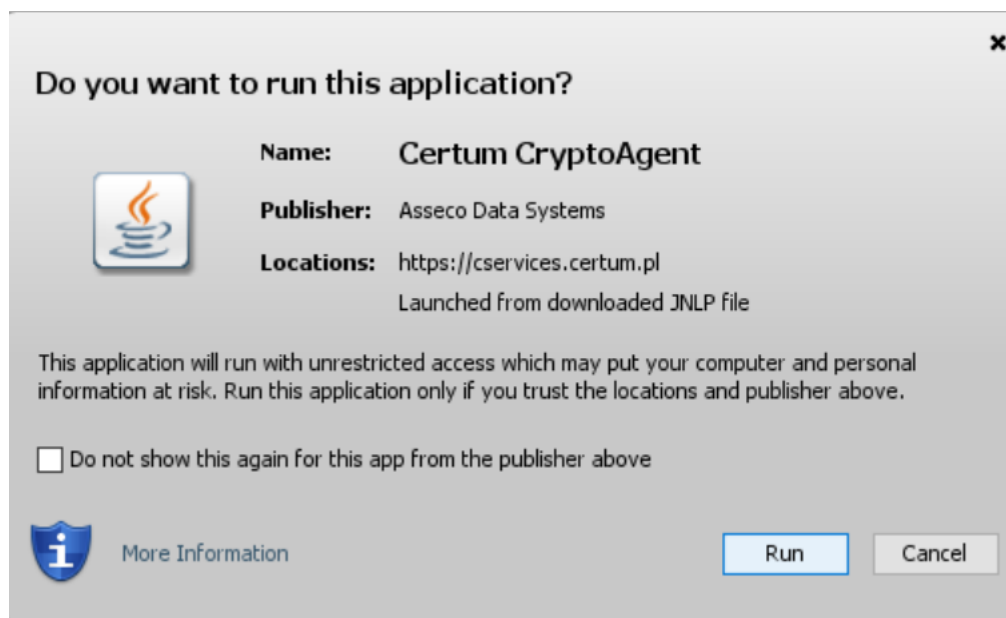 Do you want to run this application?
Name: Certum CryptoAgent
Publisher: Asseco Data Systems
Locations: https://cservices.certum.pl
Launched from downloaded JNLP file
This application will run with unrestricted access which may put your computer and personal
information at risk. Run this application only if you trust the locations and publisher above.
Do not show this again for this app from the publisher above
More Information
Run
Cancel